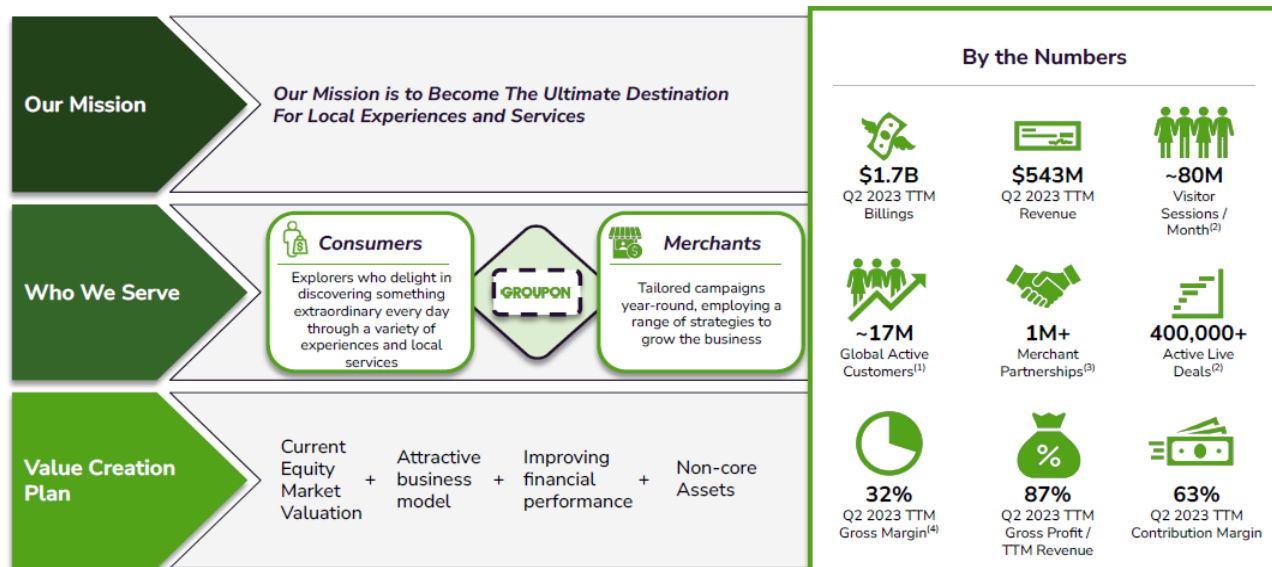 Our Mission
Our Mission is to Become The Ultimate Destination
For Local Experiences and Services
Who We Serve
Consumers
Explorers who delight in
discovering something
extraordinary every day
through a variety of
experiences and local
services
GROUPON
Merchants
Tailored campaigns
year-round, employing a
range of strategies to
grow the business
Value Creation
Plan
Current
Equity
Market
Valuation
+
Attractive
business
model
+
Improving
financial
performance
+
Non-core
Assets
By the Numbers
$1.7B
Q2 2023 TTM
Billings
$543M
Q2 2023 TTM
Revenue
~80M
Visitor
Sessions /
Month(2)
~17M
Global Active
Customers(1)
1M+
Merchant
Partnerships(3)
400,000+
Active Live
Deals(2)
32%
Q2 2023 TTM
Gross Margin(4)
%
87%
Q2 2023 TTM
Gross Profit /
TTM Revenue
63%
Q2 2023 TTM
Contribution Margin